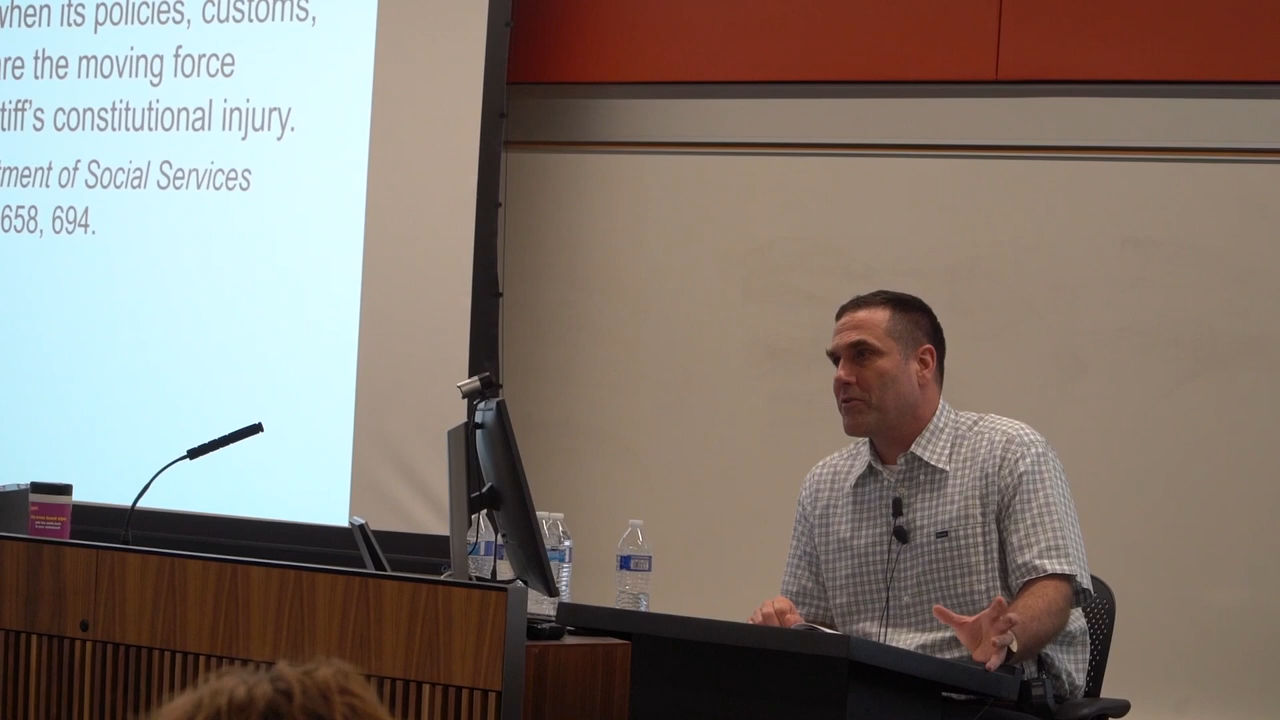 when its policies, customs,
are the moving force
tiff's constitutional injury.
tment of Social Services
658, 694.